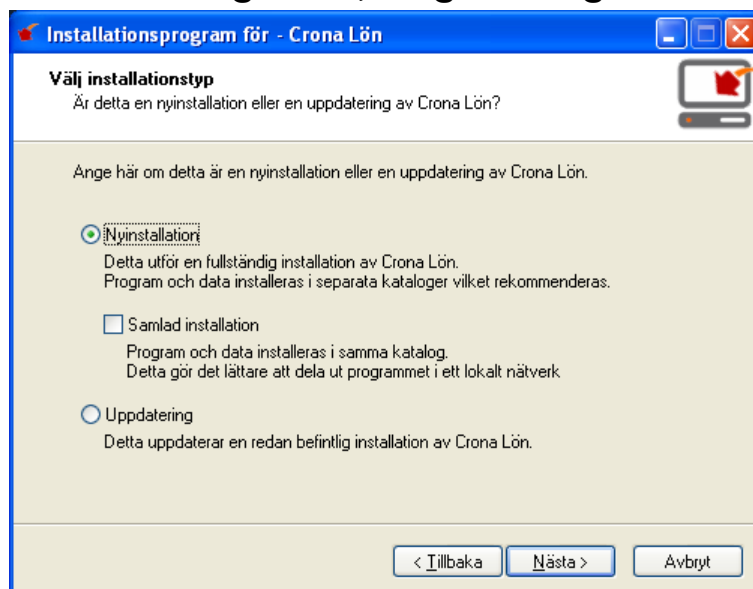 Installationsprogram för - Crona Lön
Välj installationstyp
Är detta en nyinstallation eller en uppdatering av Crona Lön?
Ange här om detta är en nyinstallation eller en uppdatering av Crona Lön.
Nyinstallation
Detta utför en fullständig installation av Crona Lön.
Program och data installeras i separata kataloger vilket rekommenderas.
Samlad installation
Program och data installeras i samma katalog.
Detta gör det lättare att dela ut programmet i ett lokalt nätverk
Uppdatering
Detta uppdaterar en redan befintlig installation av Crona Lön.
< Tillbaka Nästa > Avbryt